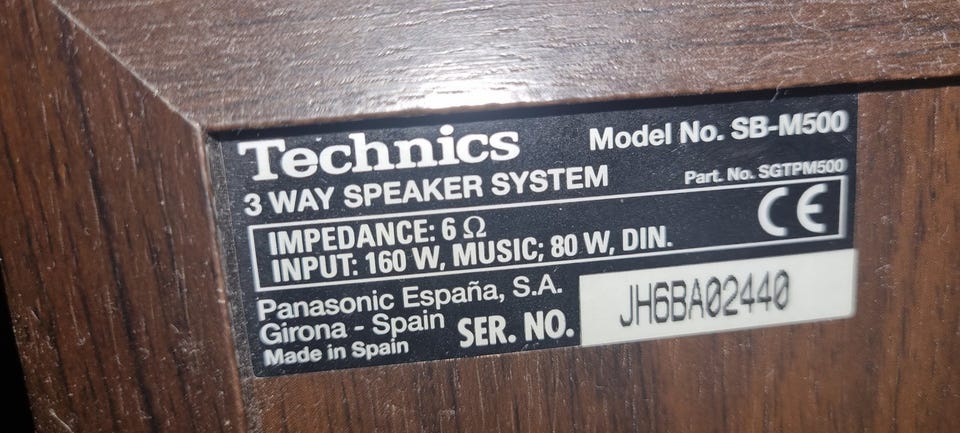 Technics
Model No. SB-M500
3 WAY SPEAKER SYSTEM
Part. No. SGTPM500
IMPEDANCE: 6 Ω
INPUT: 160 W, MUSIC; 80 W, DIN.
CE
Panasonic España, S.A.
Girona - Spain
Made in Spain
SER. NO.
JH6BA02440